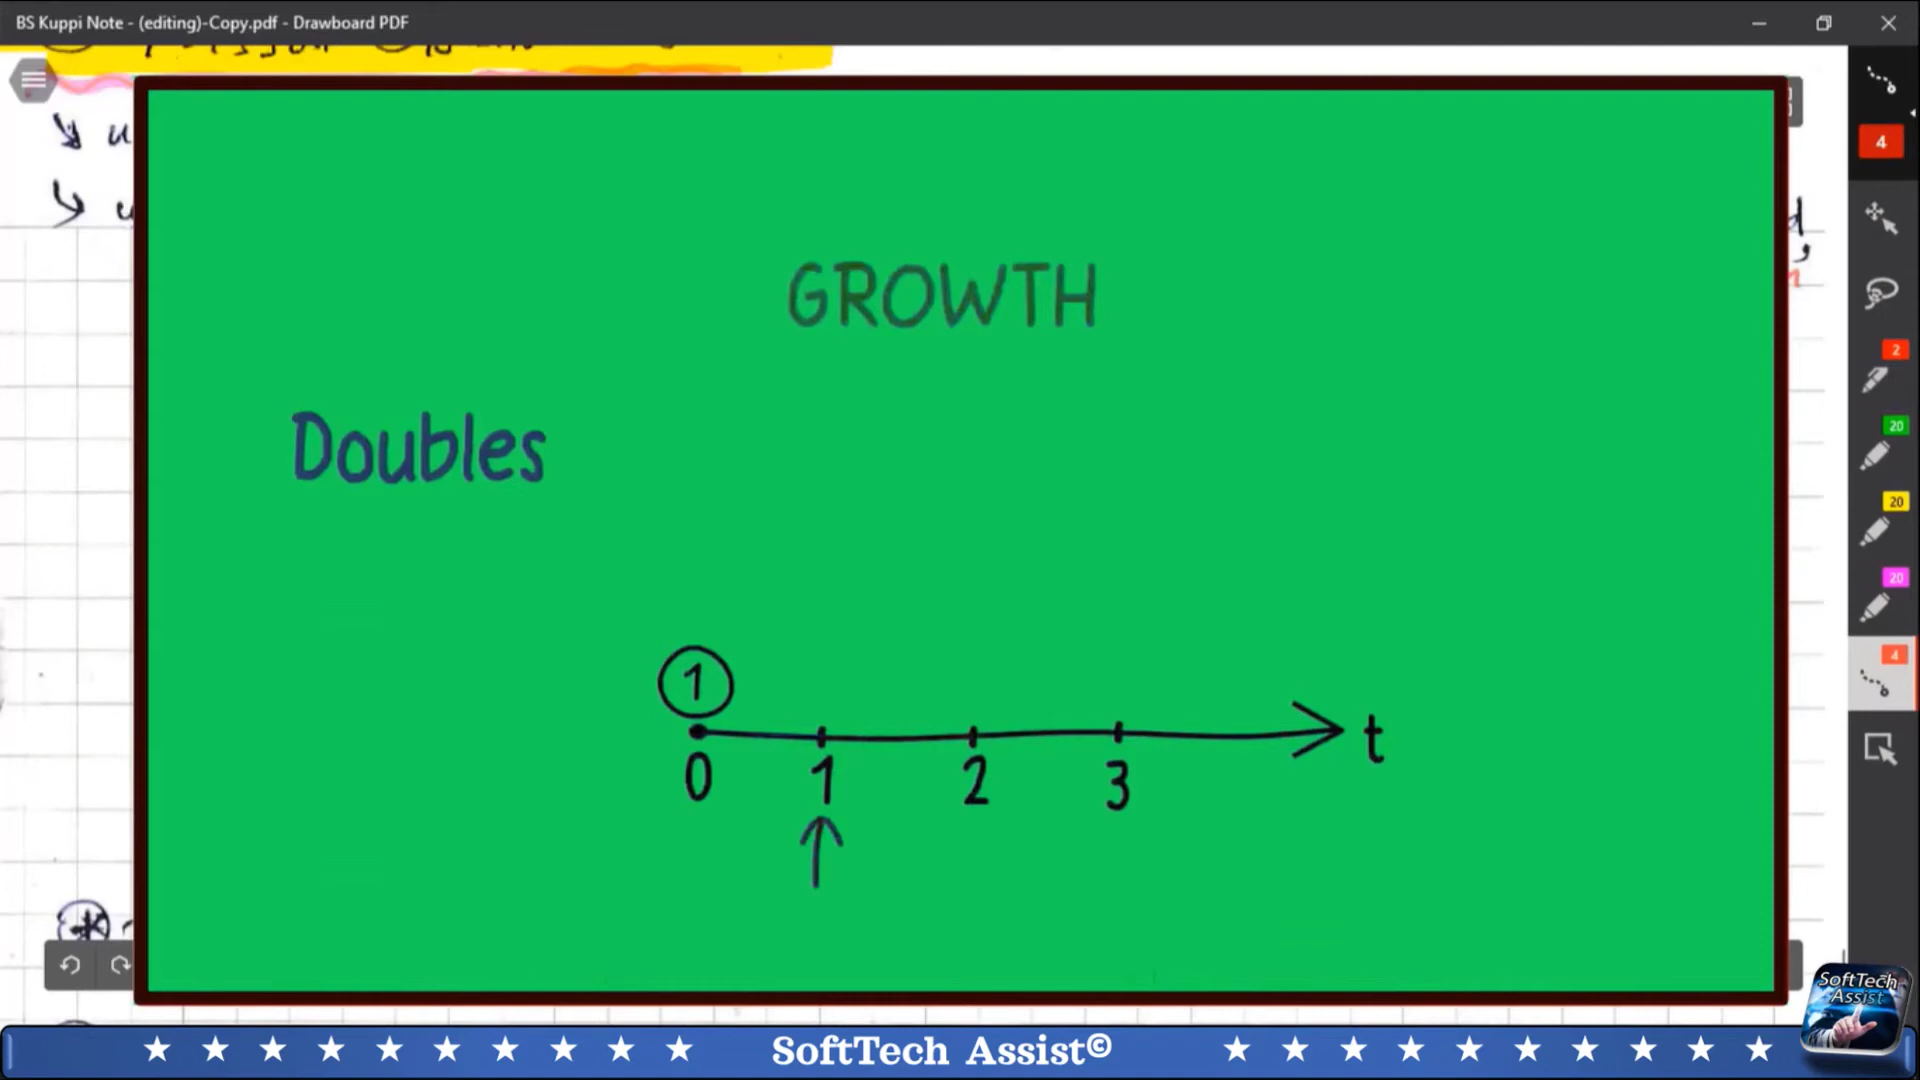 BS Kuppi Note - (editing)-Copy.pdf - Drawboard PDF
4
2
20
20
20
4
GROWTH
Doubles
1
0 1 2 3 t
SoftTech Assist©
SoftTech
Assist